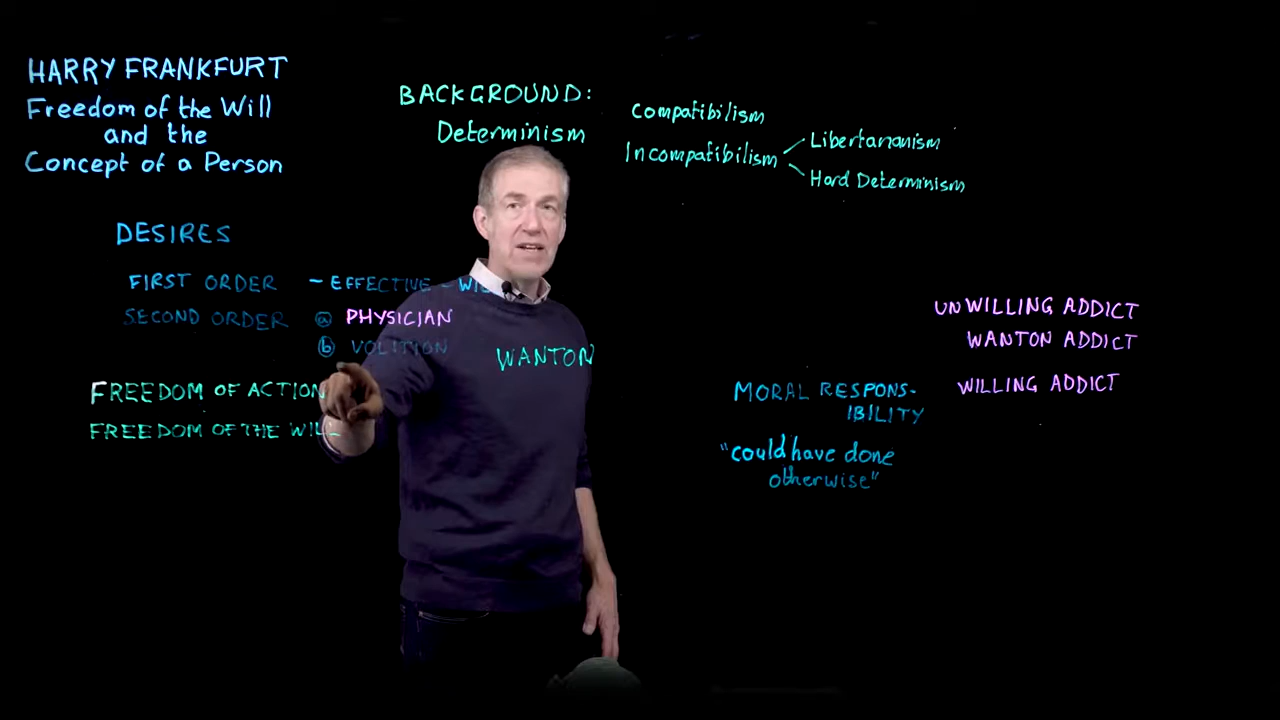 HARRY FRANKFURT
Freedom of the Will
and the
Concept of a Person
BACKGROUND:
Determinism
Compatibilism
Incompatibilism
Libertarianism
Hard Determinism
DESIRES
FIRST ORDER - EFFECTIVE - WI
SECOND ORDER a PHYSICIAN
b VOLITION
WANTON
FREEDOM OF ACTION
FREEDOM OF THE WILL
MORAL RESPONS-
IBILITY
"could have done
otherwise"
UNWILLING ADDICT
WANTON ADDICT
WILLING ADDICT